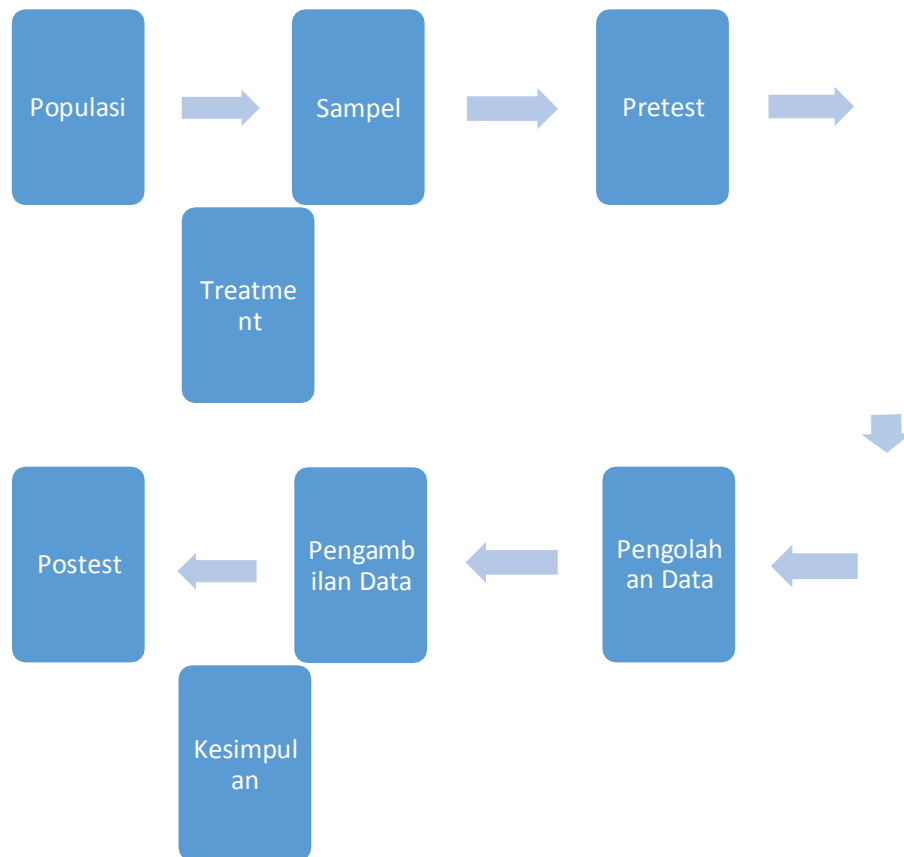 Populasi
Sampel
Pretest
Treatme
nt
Postest
Pengamb
ilan Data
Pengolah
an Data
Kesimpul
an